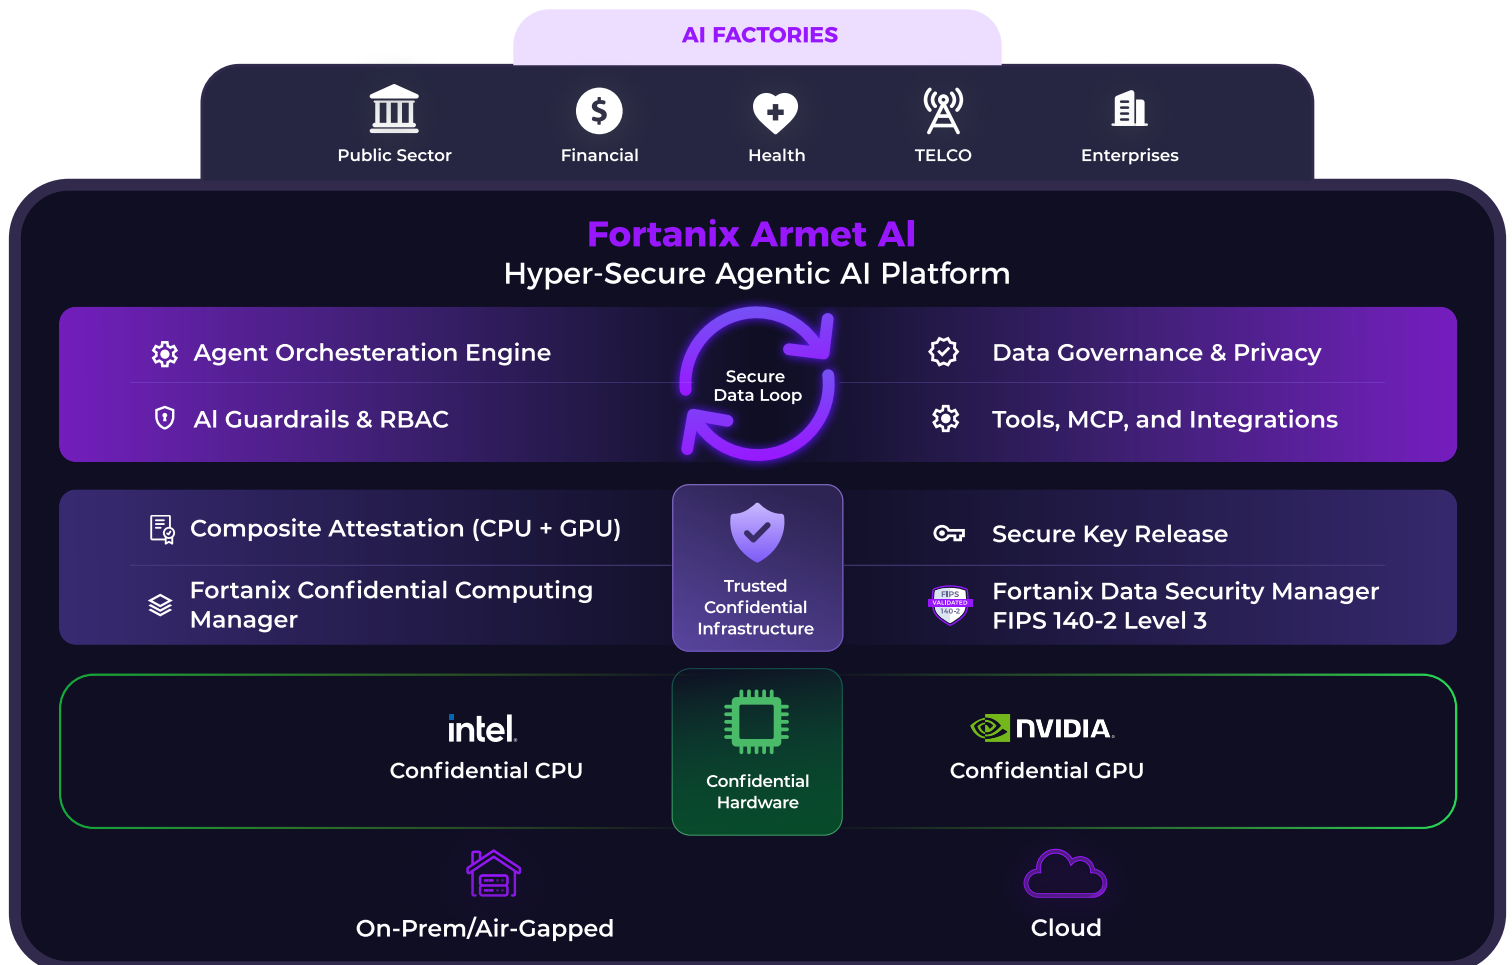 AI FACTORIES
Public Sector
Financial
Health
TELCO
Enterprises
Fortanix Armet AI
Hyper-Secure Agentic AI Platform
Agent Orchesteration Engine
AI Guardrails & RBAC
Secure
Data Loop
Data Governance & Privacy
Tools, MCP, and Integrations
Composite Attestation (CPU + GPU)
Fortanix Confidential Computing
Manager
Trusted
Confidential
Infrastructure
Secure Key Release
FIPS
VALIDATED
140-2
Fortanix Data Security Manager
FIPS 140-2 Level 3
intel.
Confidential CPU
Confidential
Hardware
NVIDIA.
Confidential GPU
On-Prem/Air-Gapped
Cloud